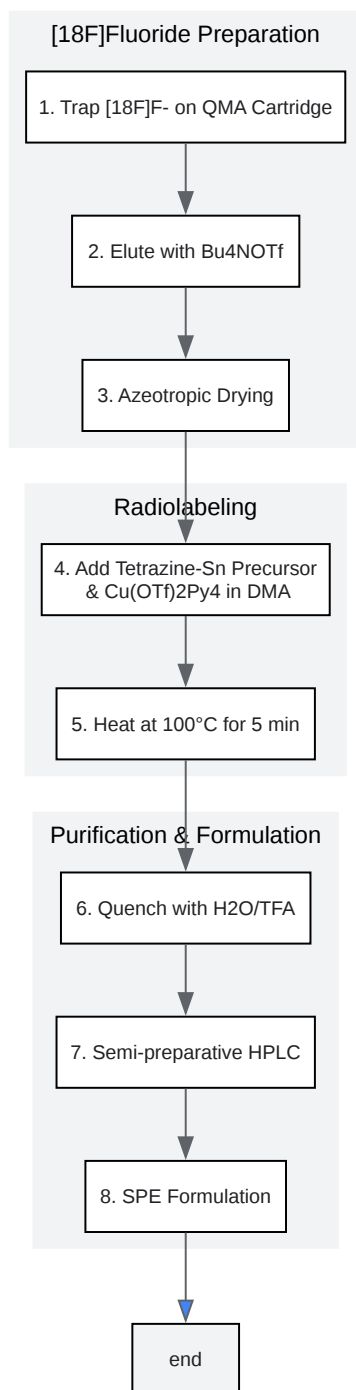 [18F]Fluoride Preparation
1. Trap [18F]F- on QMA Cartridge
2. Elute with Bu4NOTf
3. Azeotropic Drying
Radiolabeling
4. Add Tetrazine-Sn Precursor
& Cu(OTf)2Py4 in DMA
5. Heat at 100°C for 5 min
Purification & Formulation
6. Quench with H2O/TFA
7. Semi-preparative HPLC
8. SPE Formulation
end